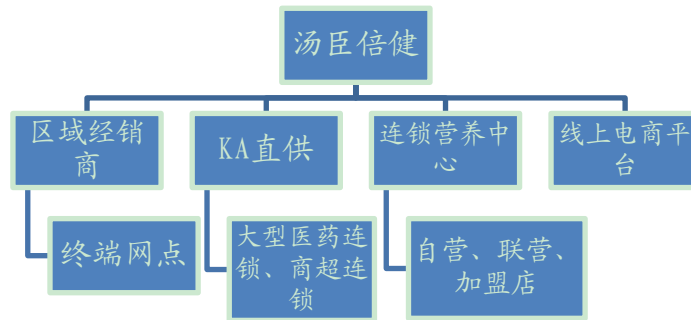 汤臣倍健
区域经销
商
KA直供
连锁营养中
心
线上电商平
台
终端网点
大型医药连
锁、商超连
锁
自营、联营、
加盟店